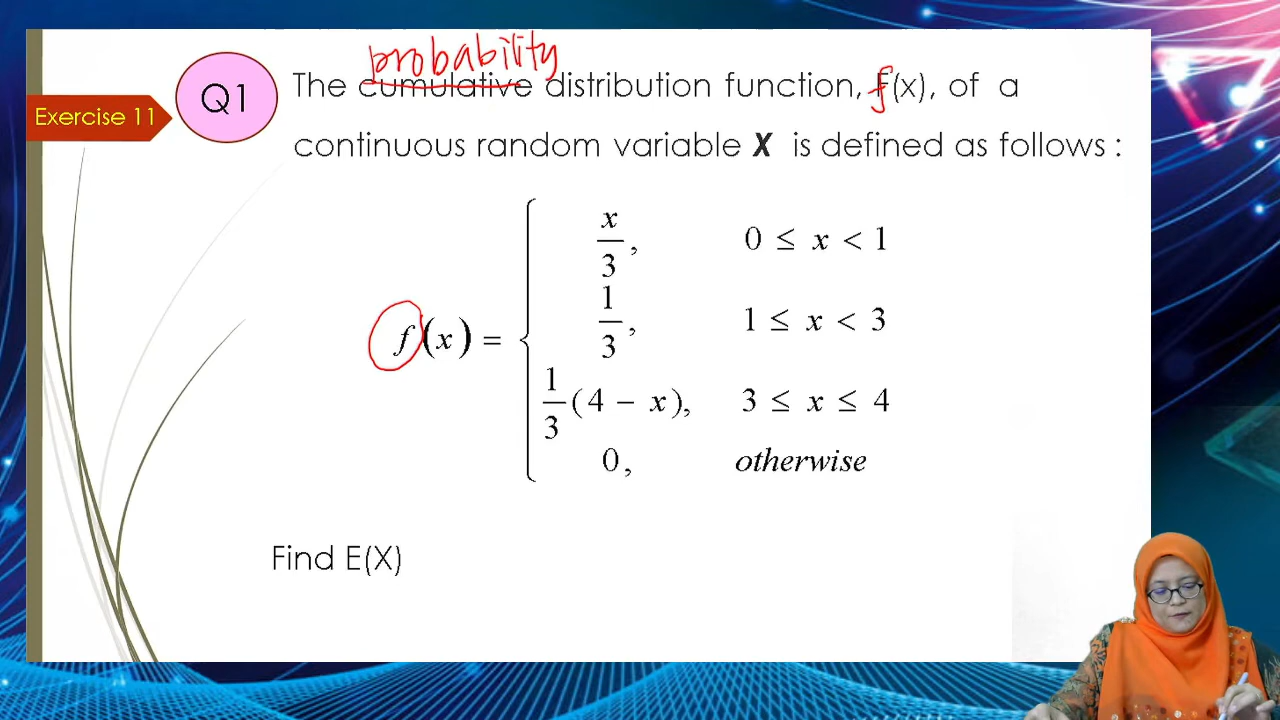 probability
Exercise 11
Q1
The cumulative distribution function, f(x), of a
continuous random variable X is defined as follows :
f(x) =
x/3, 0 ≤ x < 1
1/3, 1 ≤ x < 3
1/3(4 − x), 3 ≤ x ≤ 4
0, otherwise
Find E(X)